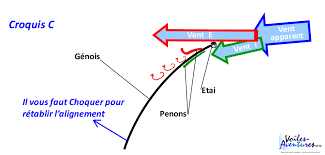 Croquis C
Vent E
Vent
apparent
Vent I
Génois
Etai
Penons
Il vous faut Choquer pour
rétablir l'alignement
Voiles-
Aventures